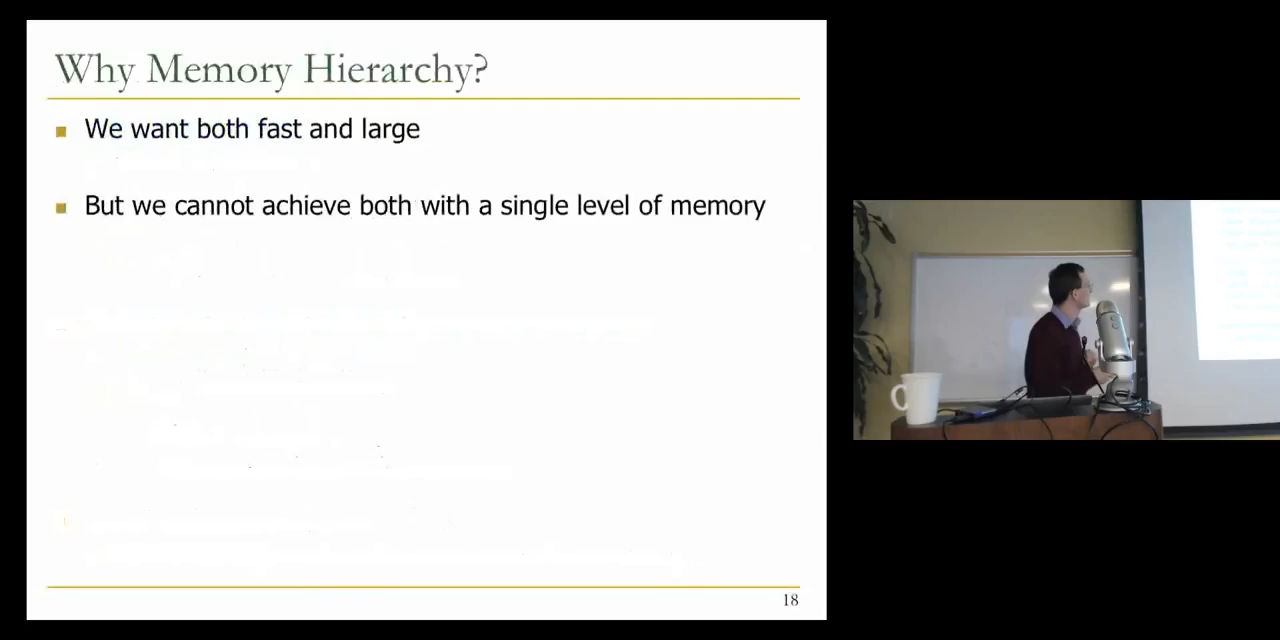 Why Memory Hierarchy?
We want both fast and large
But we cannot achieve both with a single level of memory
18